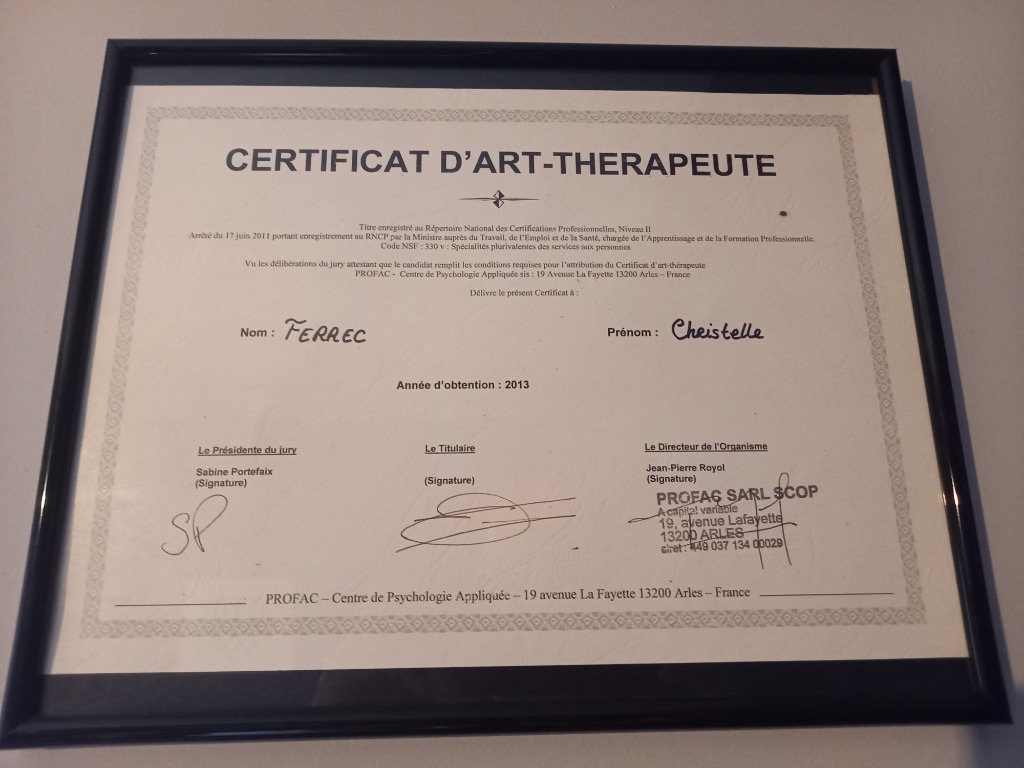 CERTIFICAT D'ART-THERAPEUTE
Titre enregistré au Répertoire National des Certifications Professionnelles, Niveau II
Arrêté du 17 juin 2011 portant enregistrement au RNCP par la Ministre auprès du Travail, de l'Emploi et de la Santé, chargée de l'Apprentissage et de la Formation Professionnelle.
Code NSF : 330 v : Spécialités plurivalentes des services aux personnes
Vu les délibérations du jury attestant que le candidat remplit les conditions requises pour l'attribution du Certificat d'art-thérapeute
PROFAC - Centre de Psychologie Appliquée sis : 19 Avenue La Fayette 13200 Arles – France
Délivre le présent Certificat à :
Nom : FERREC Prénom : Christelle
Année d'obtention : 2013
Le Présidente du jury Le Titulaire Le Directeur de l'Organisme
Sabine Portefaix Jean-Pierre Royol
(Signature) (Signature) (Signature)
SP
PROFAC SARL SCOP
A capital variable
19, avenue Lafayette
13200 ARLES
siret : 449 037 134 00029
PROFAC – Centre de Psychologie Appliquée – 19 avenue La Fayette 13200 Arles – France